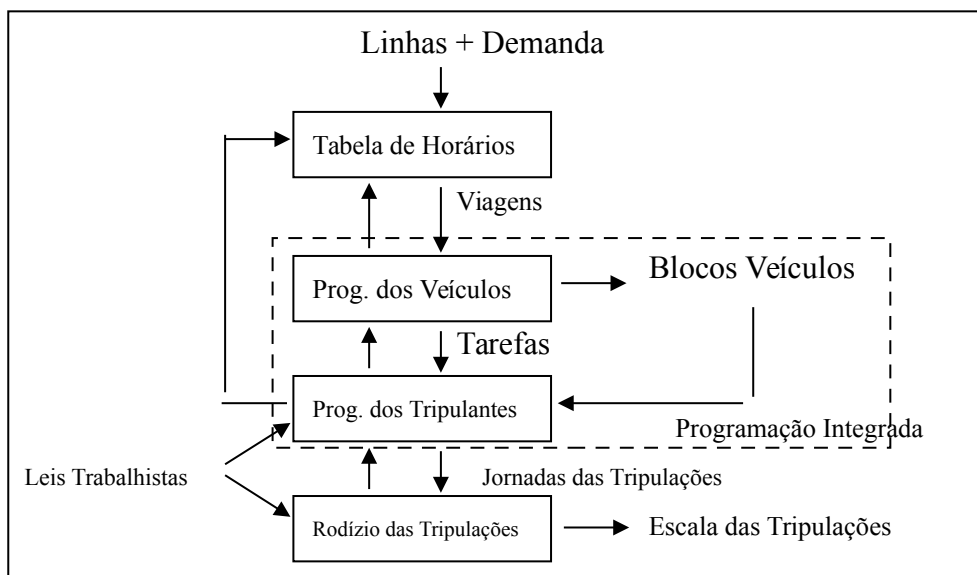 Linhas + Demanda
Tabela de Horários
Viagens
Prog. dos Veículos
Blocos Veículos
Tarefas
Prog. dos Tripulantes
Programação Integrada
Leis Trabalhistas
Jornadas das Tripulações
Rodízio das Tripulações
Escala das Tripulações